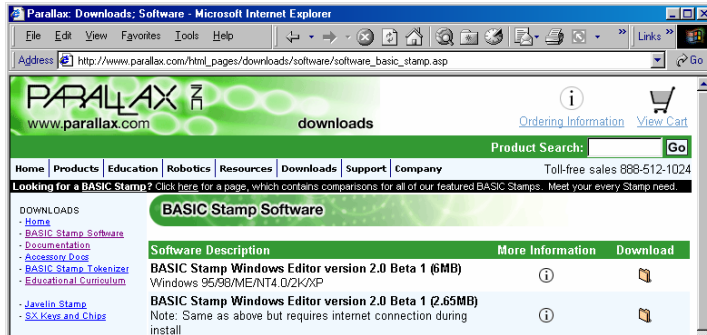 Parallax: Downloads; Software - Microsoft Internet Explorer
File Edit View Favorites Tools Help Links »
Address http://www.parallax.com/html_pages/downloads/software/software_basic_stamp.asp Go
PARALLAX INC
www.parallax.com
downloads
Ordering Information View Cart
Product Search: Go
Home Products Education Robotics Resources Downloads Support Company Toll-free sales 888-512-1024
Looking for a BASIC Stamp? Click here for a page, which contains comparisons for all of our featured BASIC Stamps. Meet your every Stamp need.
DOWNLOADS
- Home
- BASIC Stamp Software
- Documentation
- Accessory Docs
- BASIC Stamp Tokenizer
- Educational Curriculum
- Javelin Stamp
- SX Keys and Chips
BASIC Stamp Software
Software Description More Information Download
BASIC Stamp Windows Editor version 2.0 Beta 1 (6MB)
Windows 95/98/ME/NT4.0/2K/XP
BASIC Stamp Windows Editor version 2.0 Beta 1 (2.65MB)
Note: Same as above but requires internet connection during
install